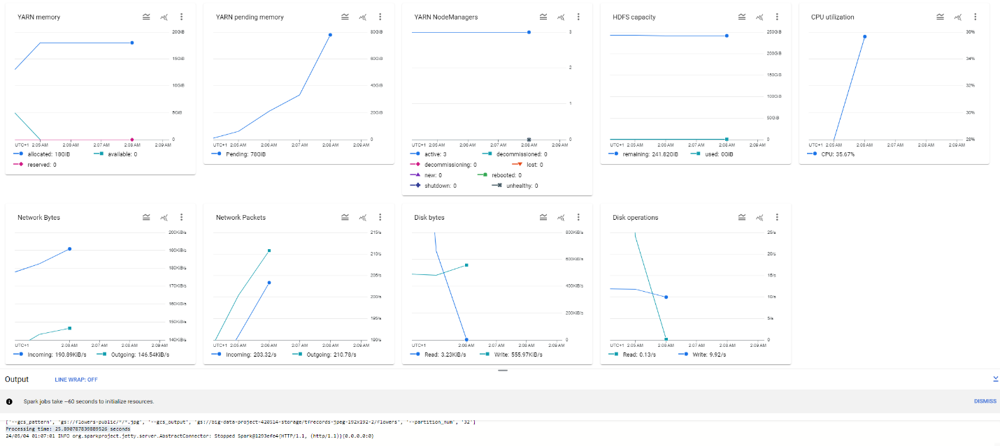 YARN memory
20GiB
15GiB
10GiB
5GiB
0
UTC+1 2:05 AM 2:06 AM 2:07 AM 2:08 AM 2:09 AM
allocated: 18GiB available: 0
reserved: 0
YARN pending memory
80GiB
60GiB
40GiB
20GiB
0
UTC+1 2:05 AM 2:06 AM 2:07 AM 2:08 AM 2:09 AM
Pending: 78GiB
YARN NodeManagers
3
2
1
0
UTC+1 2:05 AM 2:06 AM 2:07 AM 2:08 AM 2:09 AM
active: 3 decommissioned: 0
decommissioning: 0 lost: 0
new: 0 rebooted: 0
shutdown: 0 unhealthy: 0
HDFS capacity
250GiB
200GiB
150GiB
100GiB
50GiB
0
UTC+1 2:05 AM 2:06 AM 2:07 AM 2:08 AM 2:09 AM
remaining: 241.82GiB used: 0GiB
CPU utilization
36%
34%
32%
30%
28%
UTC+1 2:05 AM 2:06 AM 2:07 AM 2:08 AM 2:09 AM
CPU: 35.67%
Network Bytes
200KiB/s
190KiB/s
180KiB/s
170KiB/s
160KiB/s
150KiB/s
140KiB/s
UTC+1 2:06 AM 2:07 AM 2:08 AM 2:09 AM
Incoming: 190.89KiB/s Outgoing: 146.54KiB/s
Network Packets
215/s
210/s
205/s
200/s
195/s
190/s
UTC+1 2:05 AM 2:06 AM 2:07 AM 2:08 AM 2:09 AM
Incoming: 203.32/s Outgoing: 210.78/s
Disk bytes
800KiB/s
600KiB/s
400KiB/s
200KiB/s
0
UTC+1 2:06 AM 2:07 AM 2:08 AM 2:09 AM
Read: 3.23KiB/s Write: 555.97KiB/s
Disk operations
25/s
20/s
15/s
10/s
5/s
0
UTC+1 2:05 AM 2:06 AM 2:07 AM 2:08 AM 2:09 AM
Read: 0.13/s Write: 9.92/s
Output LINE WRAP: OFF
Spark jobs take ~60 seconds to initialize resources. DISMISS
['--gcs_pattern', 'gs://flowers-public/*/*.jpg', '--gcs_output', 'gs://big-data-project-420514-storage/tfrecords-jpeg-192x192-2/flowers', '--partition_num', '32']
Processing time: 25.890787839889526 seconds
24/05/04 01:07:01 INFO org.sparkproject.jetty.server.AbstractConnector: Stopped Spark@1293efe4{HTTP/1.1, (http/1.1)}{0.0.0.0:0}